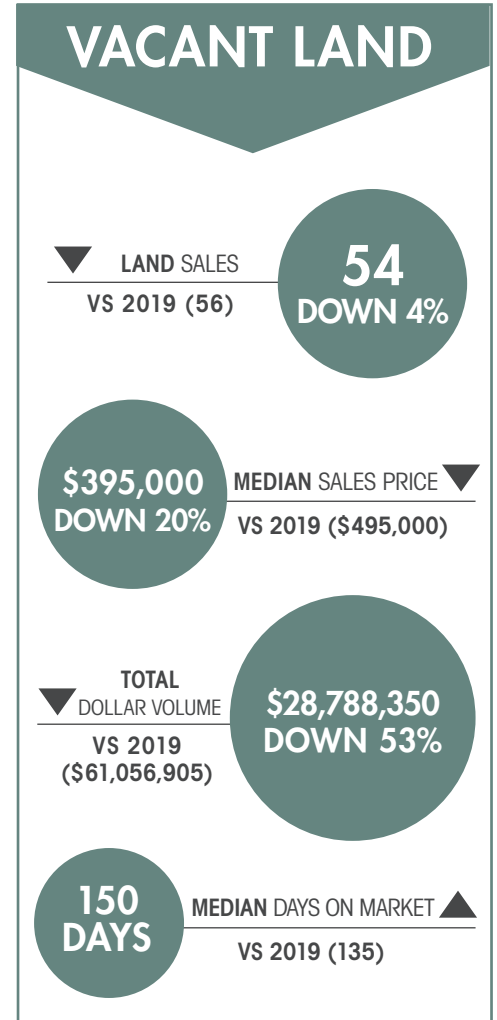 VACANT LAND
LAND SALES
VS 2019 (56)
54
DOWN 4%
$395,000
DOWN 20%
MEDIAN SALES PRICE
VS 2019 ($495,000)
TOTAL
DOLLAR VOLUME
VS 2019
($61,056,905)
$28,788,350
DOWN 53%
150
DAYS
MEDIAN DAYS ON MARKET
VS 2019 (135)